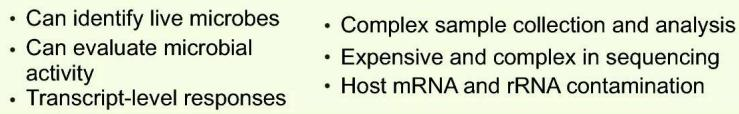 • Can identify live microbes
• Can evaluate microbial
activity
• Transcript-level responses
• Complex sample collection and analysis
• Expensive and complex in sequencing
• Host mRNA and rRNA contamination